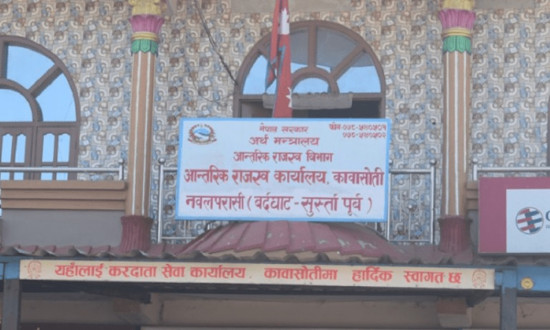 नेपाल सरकार
अर्थ मन्त्रालय
आन्तरिक राजस्व विभाग
आन्तरिक राजस्व कार्यालय, कावासोती
नवलपरासी (वर्दघाट-सुस्ता पूर्व)
यहाँलाई करदाता सेवा कार्यालय, कावासोतीमा हार्दिक स्वागत छ